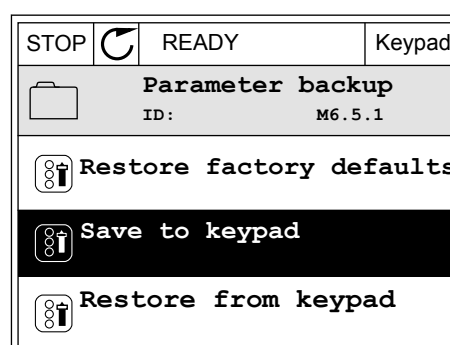 STOP READY Keypad
Parameter backup
ID: M6.5.1
Restore factory defaults
Save to keypad
Restore from keypad